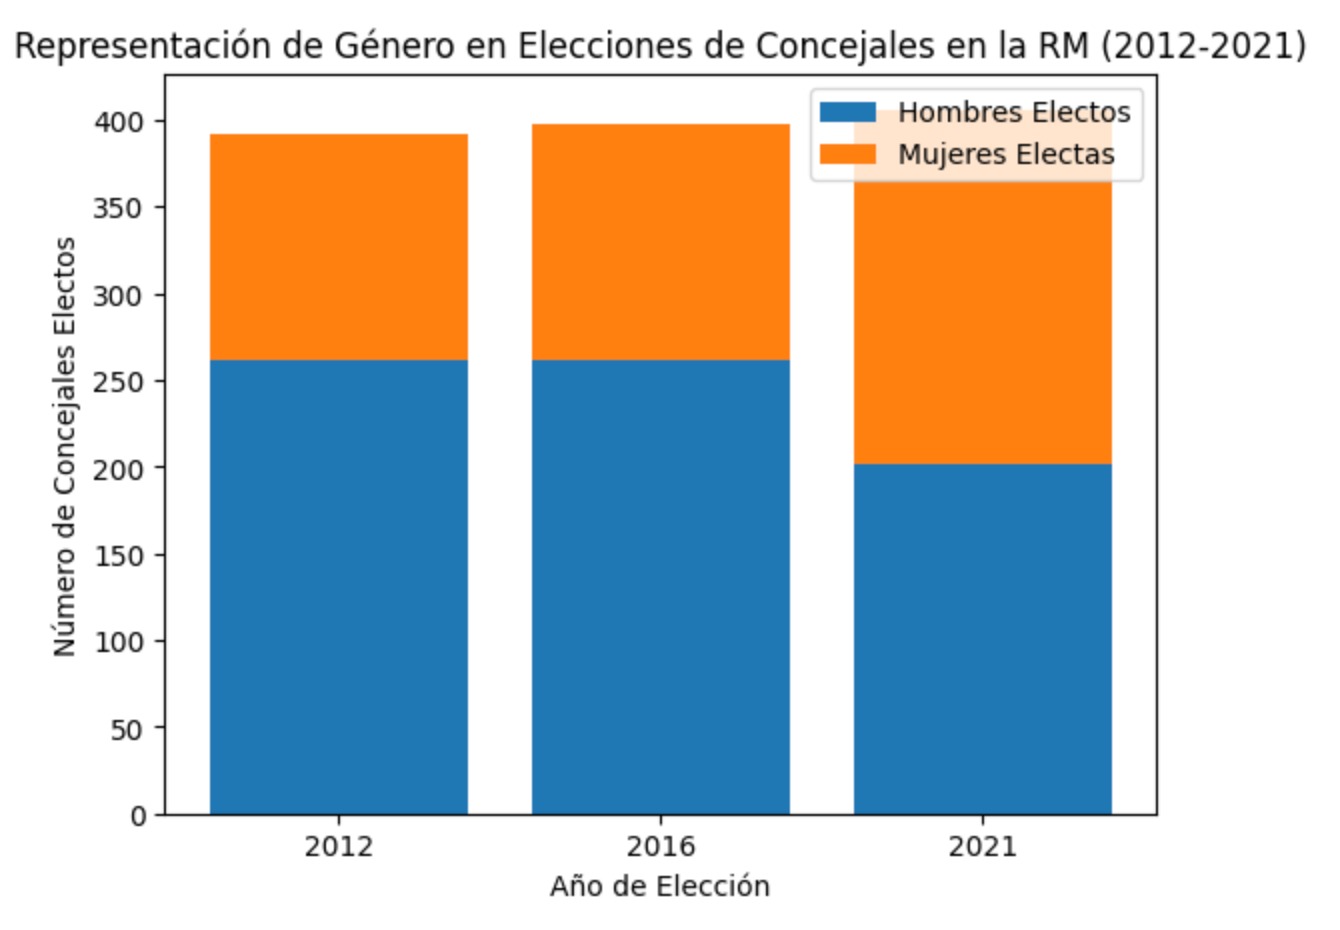 Representación de Género en Elecciones de Concejales en la RM (2012-2021)
Hombres Electos
Mujeres Electas
Número de Concejales Electos
400
350
300
250
200
150
100
50
0
2012 2016 2021
Año de Elección